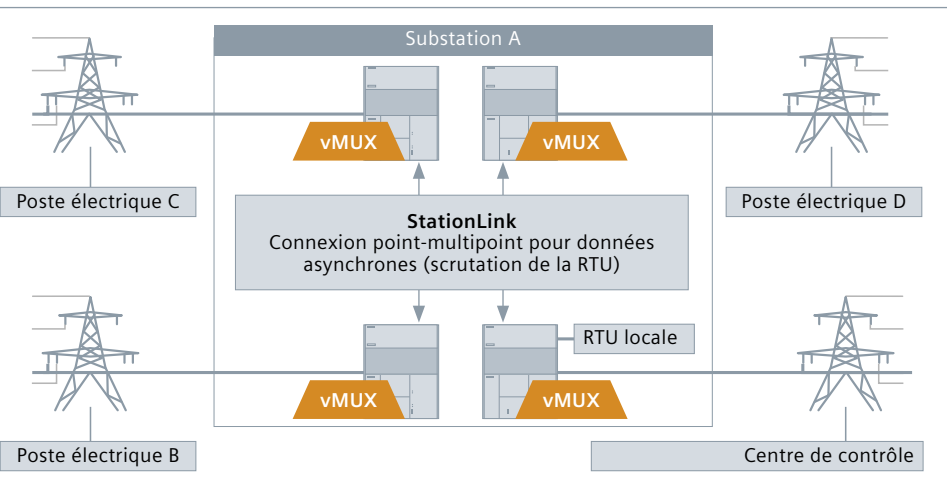 Substation A
vMUX
vMUX
Poste électrique C
Poste électrique D
StationLink
Connexion point-multipoint pour données
asynchrones (scrutation de la RTU)
RTU locale
vMUX
vMUX
Poste électrique B
Centre de contrôle